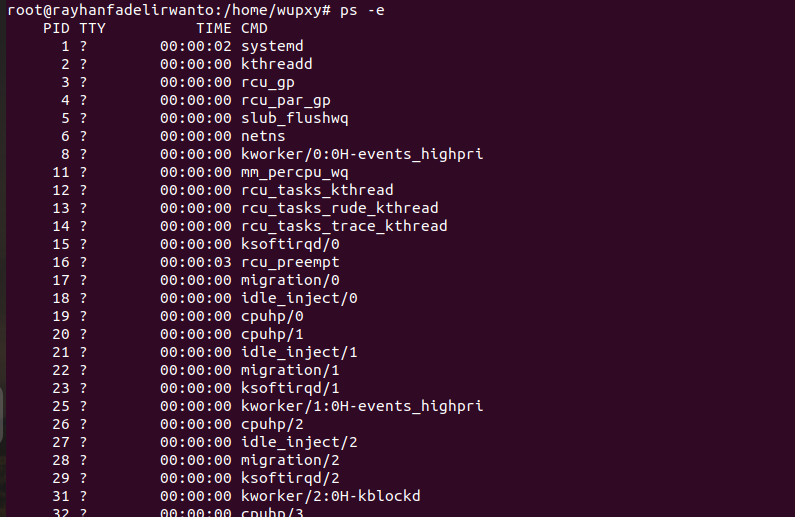 root@rayhanfadelirwanto:/home/wupxy# ps -e
    PID TTY          TIME CMD
      1 ?        00:00:02 systemd
      2 ?        00:00:00 kthreadd
      3 ?        00:00:00 rcu_gp
      4 ?        00:00:00 rcu_par_gp
      5 ?        00:00:00 slub_flushwq
      6 ?        00:00:00 netns
      8 ?        00:00:00 kworker/0:0H-events_highpri
     11 ?        00:00:00 mm_percpu_wq
     12 ?        00:00:00 rcu_tasks_kthread
     13 ?        00:00:00 rcu_tasks_rude_kthread
     14 ?        00:00:00 rcu_tasks_trace_kthread
     15 ?        00:00:00 ksoftirqd/0
     16 ?        00:00:03 rcu_preempt
     17 ?        00:00:00 migration/0
     18 ?        00:00:00 idle_inject/0
     19 ?        00:00:00 cpuhp/0
     20 ?        00:00:00 cpuhp/1
     21 ?        00:00:00 idle_inject/1
     22 ?        00:00:00 migration/1
     23 ?        00:00:00 ksoftirqd/1
     25 ?        00:00:00 kworker/1:0H-events_highpri
     26 ?        00:00:00 cpuhp/2
     27 ?        00:00:00 idle_inject/2
     28 ?        00:00:00 migration/2
     29 ?        00:00:00 ksoftirqd/2
     31 ?        00:00:00 kworker/2:0H-kblockd
     32 ?        00:00:00 cpuhp/3